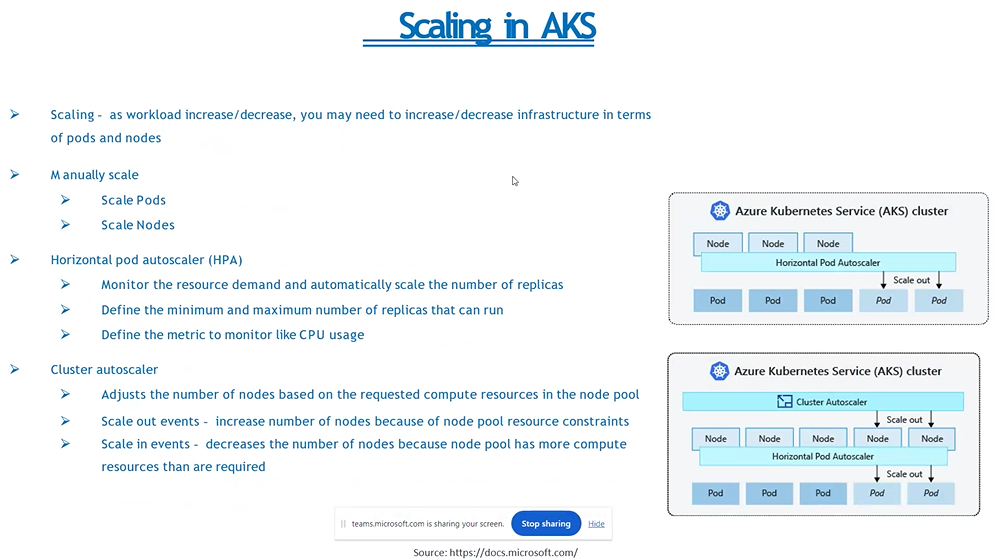 Scaling in AKS
Scaling - as workload increase/decrease, you may need to increase/decrease infrastructure in terms
of pods and nodes
M anually scale
Scale Pods
Scale Nodes
Horizontal pod autoscaler (HPA)
Monitor the resource demand and automatically scale the number of replicas
Define the minimum and maximum number of replicas that can run
Define the metric to monitor like CPU usage
Cluster autoscaler
Adjusts the number of nodes based on the requested compute resources in the node pool
Scale out events - increase number of nodes because of node pool resource constraints
Scale in events - decreases the number of nodes because node pool has more compute
resources than are required
Azure Kubernetes Service (AKS) cluster
Node Node Node
Horizontal Pod Autoscaler
Scale out
Pod Pod Pod Pod Pod
Azure Kubernetes Service (AKS) cluster
Cluster Autoscaler
Scale out
Node Node Node Node Node
Horizontal Pod Autoscaler
Scale out
Pod Pod Pod Pod Pod
teams.microsoft.com is sharing your screen. Stop sharing Hide
Source: https://docs.microsoft.com/